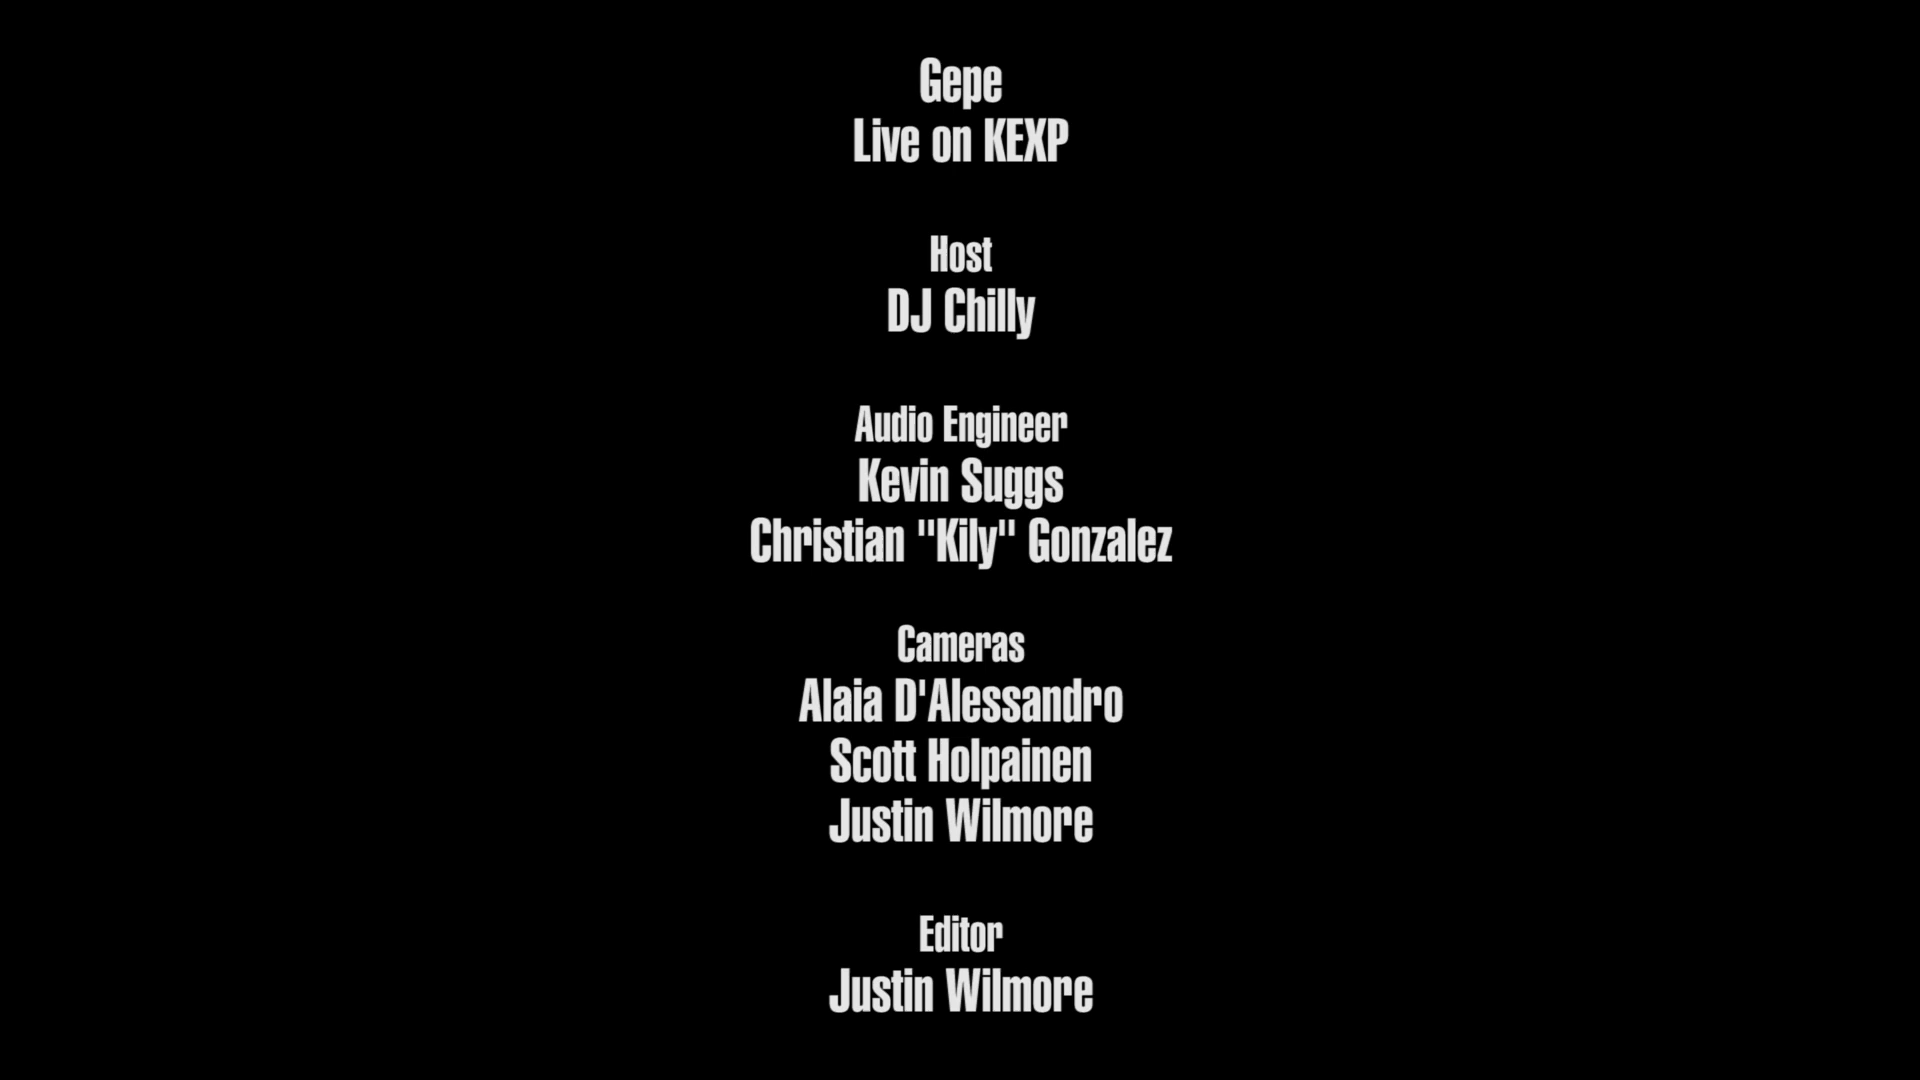 Gepe
Live on KEXP
Host
DJ Chilly
Audio Engineer
Kevin Suggs
Christian "Kily" Gonzalez
Cameras
Alaia D'Alessandro
Scott Holpainen
Justin Wilmore
Editor
Justin Wilmore